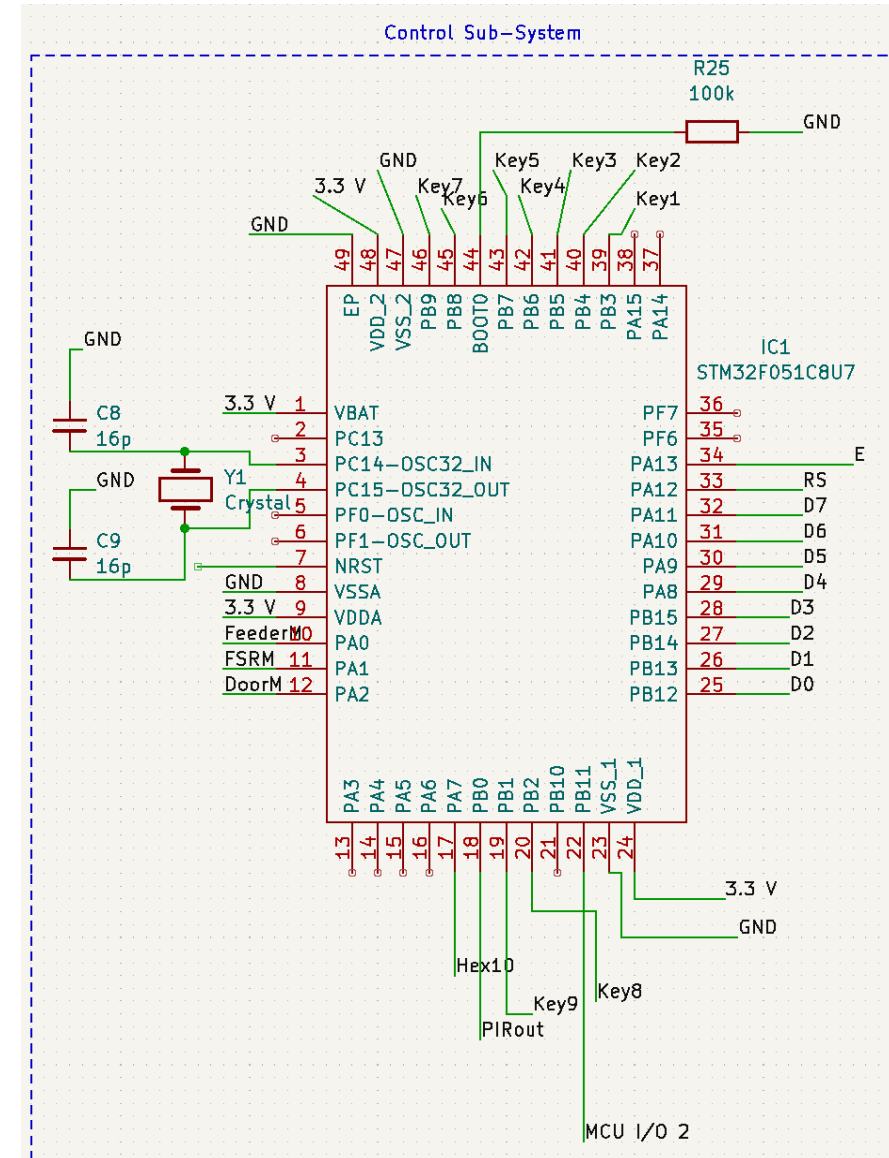 Control Sub-System
R25
100k
GND
GND
Key5
Key3
Key2
3.3 V
Key7
Key4
Key6
Key1
GND
49
48
47
46
45
44
43
42
41
40
39
38
37
EP
VDD_2
VSS_2
PB9
PB8
BOOT0
PB7
PB6
PB5
PB4
PB3
PA15
PA14
GND
IC1
STM32F051C8U7
C8
16p
3.3 V 1 VBAT
2 PC13
3 PC14-OSC32_IN
4 PC15-OSC32_OUT
5 PF0-OSC_IN
6 PF1-OSC_OUT
7 NRST
GND 8 VSSA
3.3 V 9 VDDA
FeederM 10 PA0
FSRM 11 PA1
DoorM 12 PA2
GND
Y1
Crystal
C9
16p
PF7 36
PF6 35
PA13 34 E
PA12 33 RS
PA11 32 D7
PA10 31 D6
PA9 30 D5
PA8 29 D4
PB15 28 D3
PB14 27 D2
PB13 26 D1
PB12 25 D0
PA3
PA4
PA5
PA6
PA7
PB0
PB1
PB2
PB10
PB11
VSS_1
VDD_1
13
14
15
16
17
18
19
20
21
22
23
24
3.3 V
GND
Hex10
Key8
Key9
PIRout
MCU I/O 2